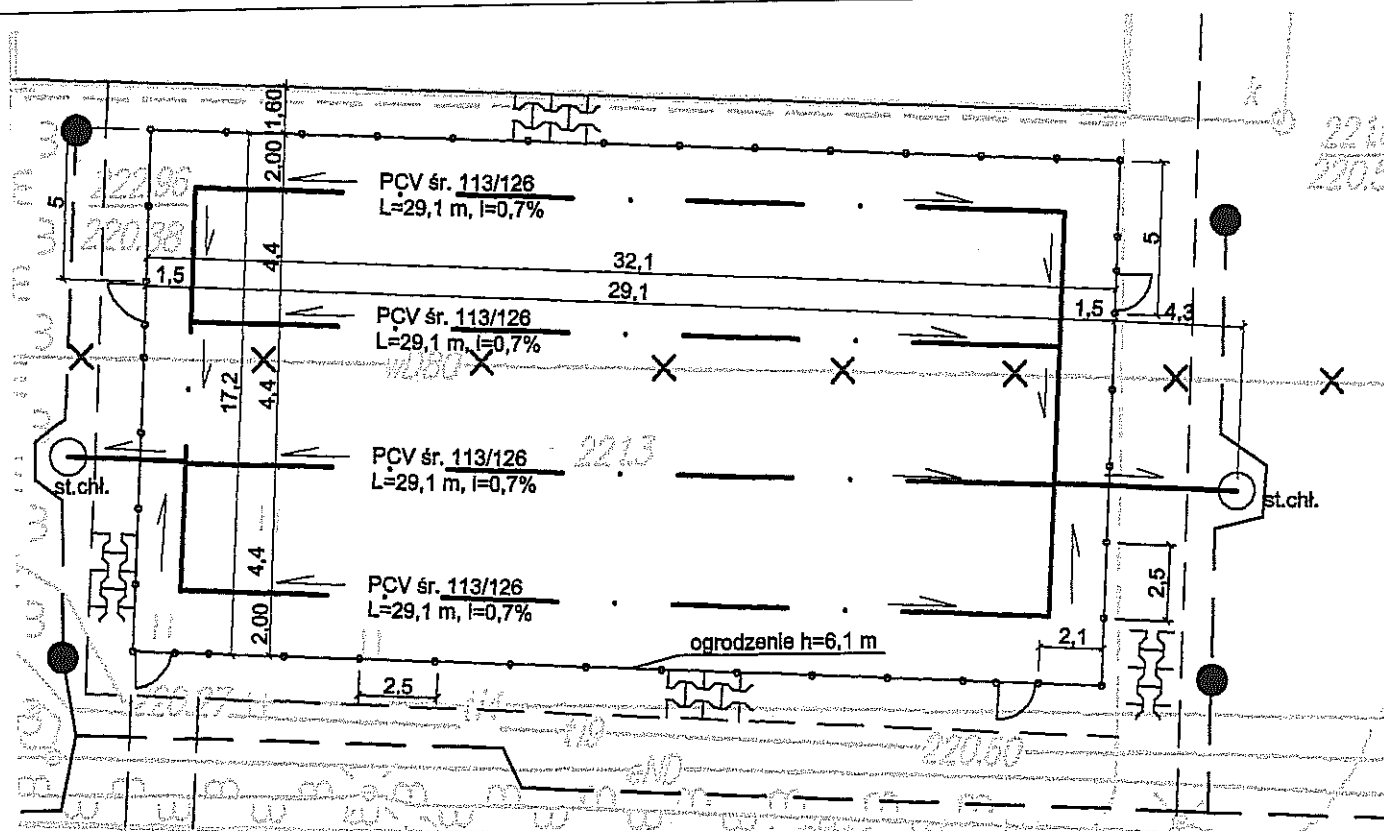 1,60
2,00
222.96
220.38
5
PCV śr. 113/126
L=29,1 m, i=0,7%
4,4
32,1
29,1
1,5
1,5
5
4,3
PCV śr. 113/126
L=29,1 m, i=0,7%
17,2
4,4
221.3
PCV śr. 113/126
L=29,1 m, i=0,7%
st.chł.
st.chł.
4,4
PCV śr. 113/126
L=29,1 m, i=0,7%
2,00
2,5
ogrodzenie h=6,1 m
2,1
2,5
220.60
eND